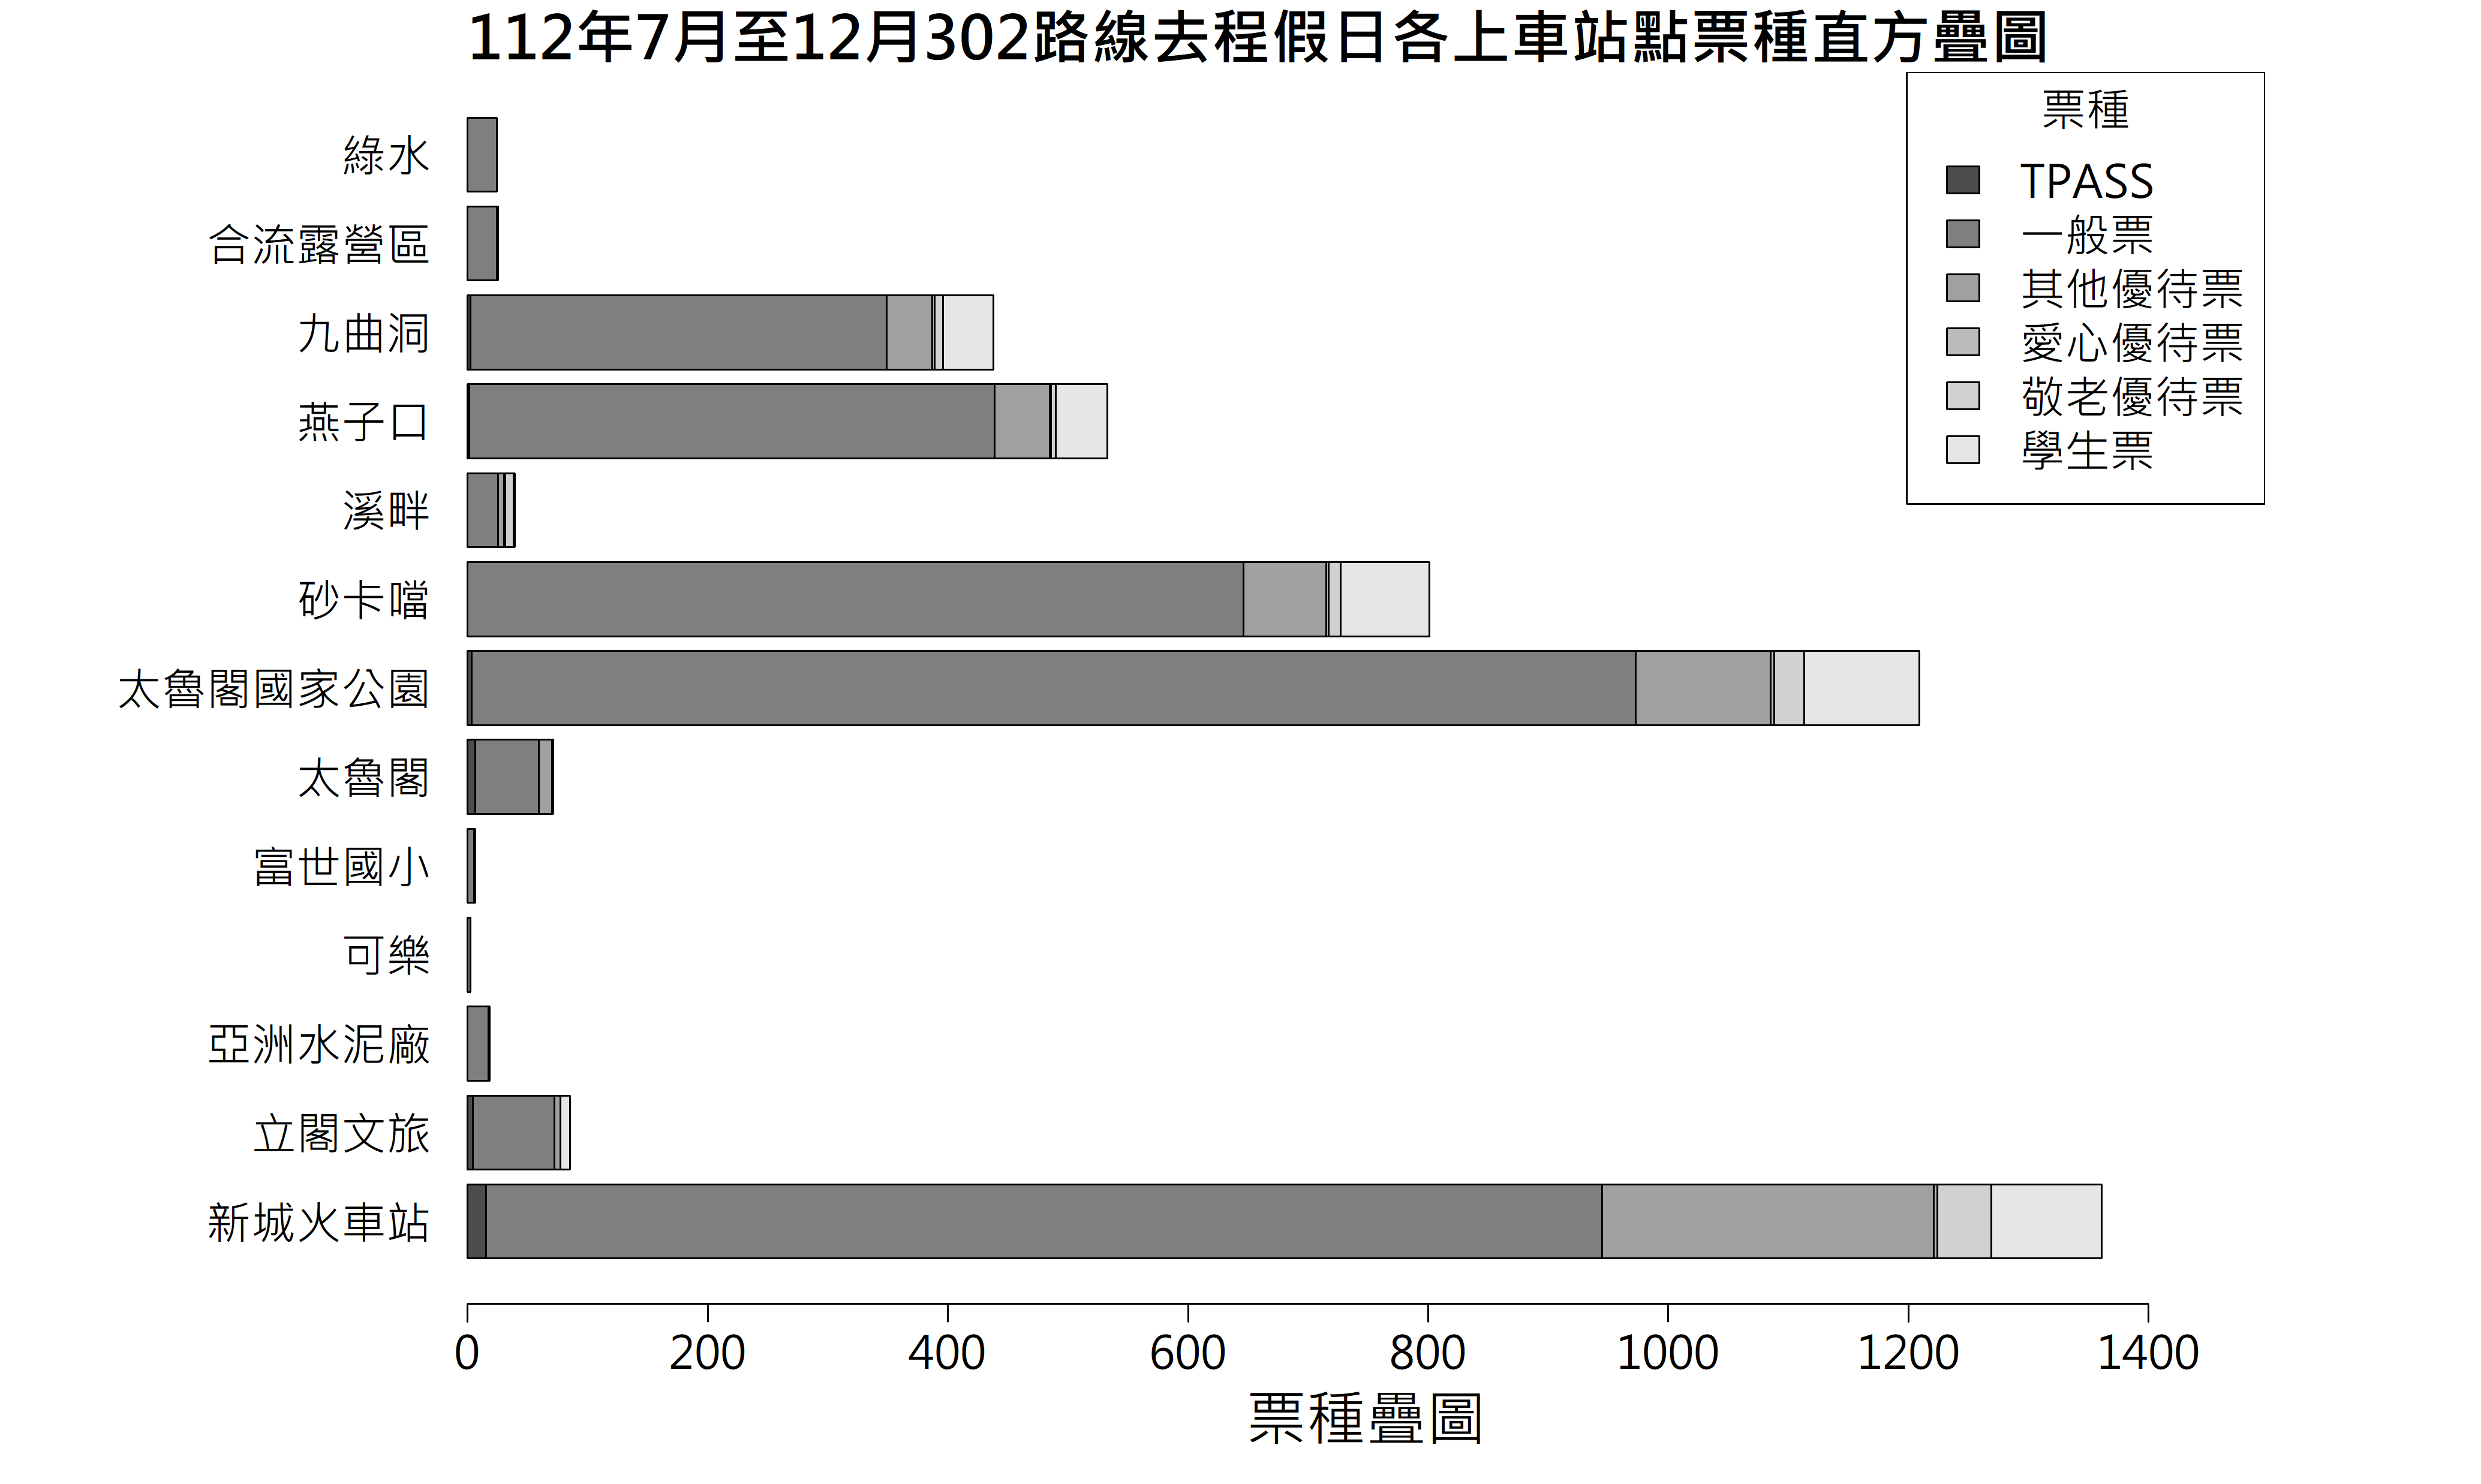 112年7月至12月302路線去程假日各上車站點票種直方疊圖
票種
TPASS
一般票
其他優待票
愛心優待票
敬老優待票
學生票
綠水
合流露營區
九曲洞
燕子口
溪畔
砂卡噹
太魯閣國家公園
太魯閣
富世國小
可樂
亞洲水泥廠
立閣文旅
新城火車站
0 200 400 600 800 1000 1200 1400
票種疊圖